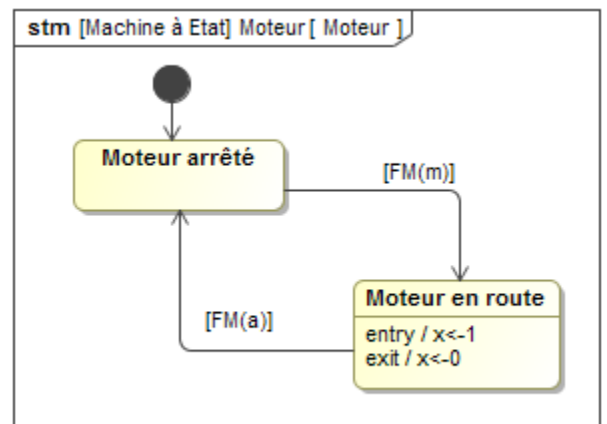 stm [Machine à Etat] Moteur[ Moteur ]
Moteur arrêté
[FM(m)]
Moteur en route
entry / x<-1
exit / x<-0
[FM(a)]